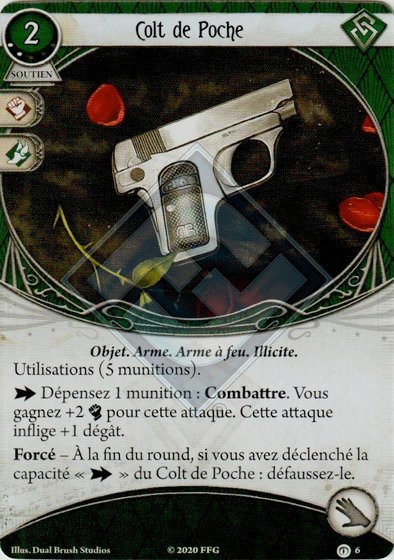 2
Colt de Poche
SOUTIEN
Objet. Arme. Arme à feu. Illicite.
Utilisations (5 munitions).
Dépensez 1 munition : Combattre. Vous
gagnez +2 pour cette attaque. Cette attaque
inflige +1 dégât.
Forcé – À la fin du round, si vous avez déclenché la
capacité « » du Colt de Poche : défaussez-le.
Illus. Dual Brush Studios © 2020 FFG 6